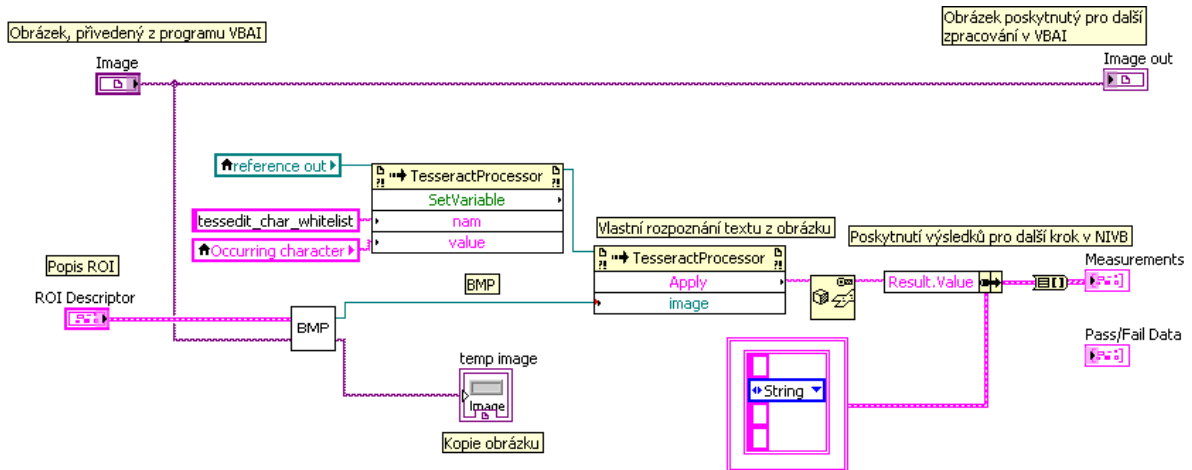 Obrázek, přivedený z programu VBAI
Obrázek poskytnutý pro další
zpracování v VBAI
Image
Image out
reference out
TesseractProcessor
SetVariable
tessedit_char_whitelist
nam
Occurring character
value
Vlastní rozpoznání textu z obrázku
Poskytnutí výsledků pro další krok v NIVB
TesseractProcessor
Measurements
Popis ROI
BMP
Apply
Result.Value
ROI Descriptor
image
BMP
Pass/Fail Data
temp image
String
Image
Kopie obrázku